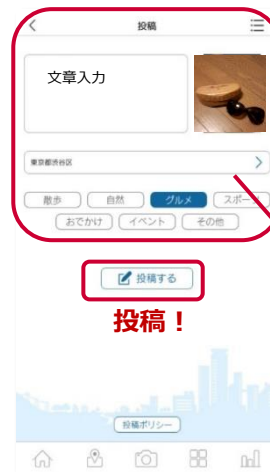 投稿
文章入力
東京都渋谷区
散歩 自然 グルメ スポーツ
おでかけ イベント その他
投稿する
投稿！
投稿ポリシー